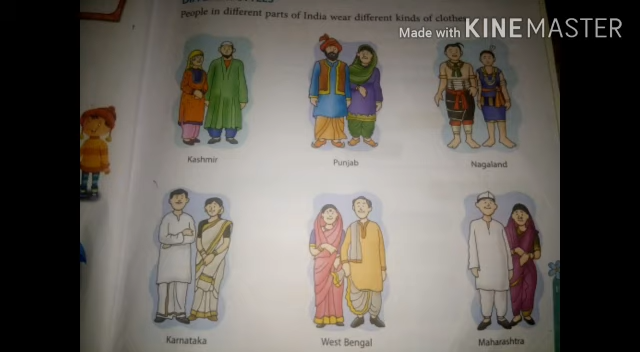 People in different parts of India wear different kinds of clothes
Made with KINEMASTER
Kashmir
Punjab
Nagaland
Karnataka
West Bengal
Maharashtra